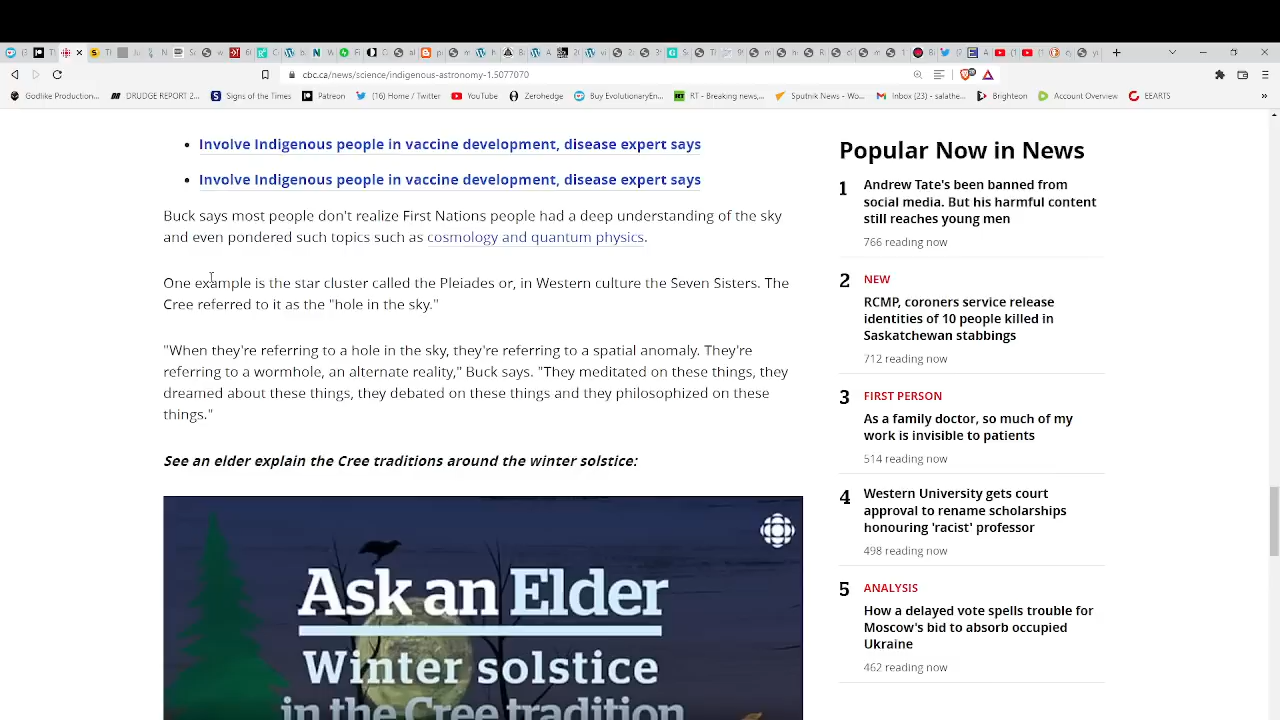 cbc.ca/news/science/indigenous-astronomy-1.5077070
Godlike Production...
DRUDGE REPORT 2...
Signs of the Times
Patreon
(16) Home / Twitter
YouTube
Zerohedge
Buy EvolutionaryEn...
RT - Breaking news,...
Sputnik News - Wo...
Inbox (23) - salathe...
Brighteon
Account Overview
EEARTS
Involve Indigenous people in vaccine development, disease expert says
Involve Indigenous people in vaccine development, disease expert says
Buck says most people don't realize First Nations people had a deep understanding of the sky
and even pondered such topics such as cosmology and quantum physics.
One example is the star cluster called the Pleiades or, in Western culture the Seven Sisters. The
Cree referred to it as the "hole in the sky."
"When they're referring to a hole in the sky, they're referring to a spatial anomaly. They're
referring to a wormhole, an alternate reality," Buck says. "They meditated on these things, they
dreamed about these things, they debated on these things and they philosophized on these
things."
See an elder explain the Cree traditions around the winter solstice:
Ask an Elder
Winter solstice
in the Cree tradition
Popular Now in News
1
Andrew Tate's been banned from
social media. But his harmful content
still reaches young men
766 reading now
2
NEW
RCMP, coroners service release
identities of 10 people killed in
Saskatchewan stabbings
712 reading now
3
FIRST PERSON
As a family doctor, so much of my
work is invisible to patients
514 reading now
4
Western University gets court
approval to rename scholarships
honouring 'racist' professor
498 reading now
5
ANALYSIS
How a delayed vote spells trouble for
Moscow's bid to absorb occupied
Ukraine
462 reading now